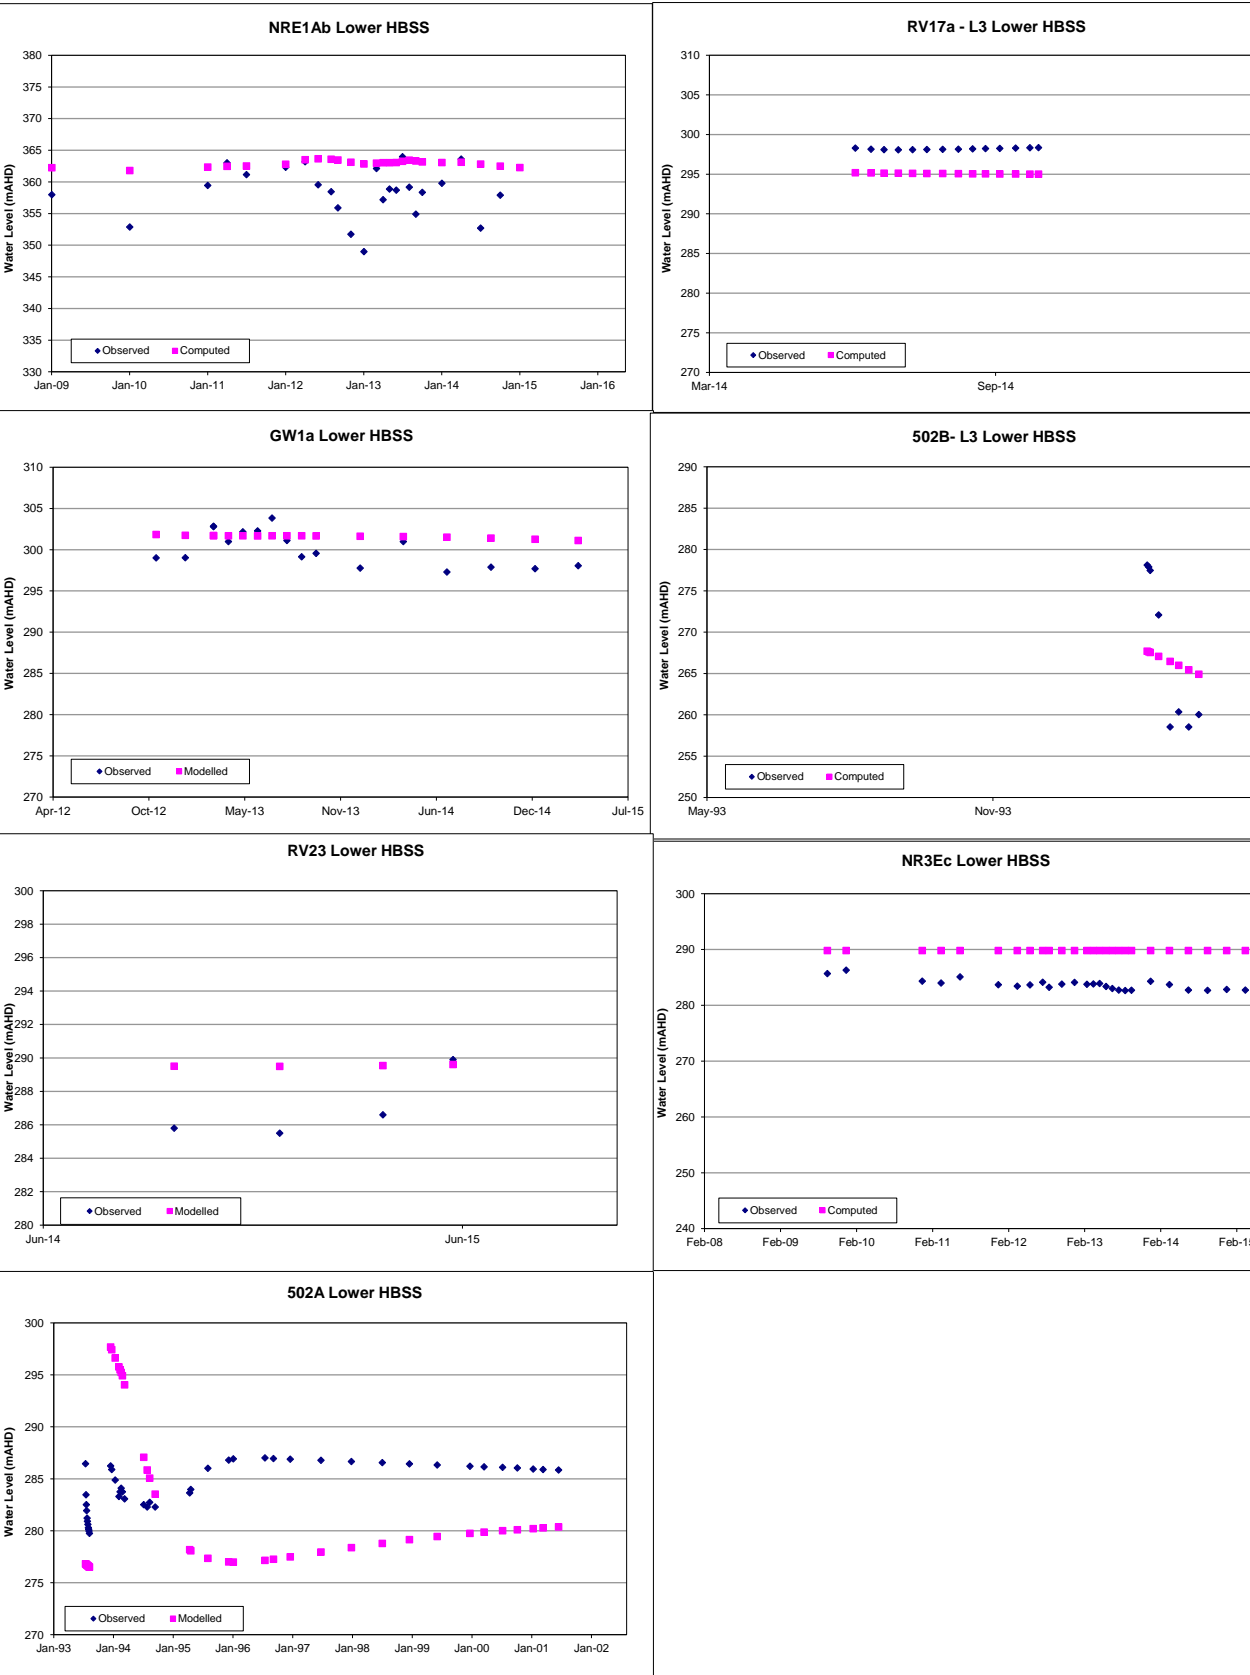 NRE1Ab Lower HBSS
380
375
370
365
360
355
350
345
340
335
330
Water Level (mAHD)
Observed Computed
Jan-09 Jan-10 Jan-11 Jan-12 Jan-13 Jan-14 Jan-15 Jan-16
RV17a - L3 Lower HBSS
310
305
300
295
290
285
280
275
270
Water Level (mAHD)
Observed Computed
Mar-14 Sep-14
GW1a Lower HBSS
310
305
300
295
290
285
280
275
270
Water Level (mAHD)
Observed Modelled
Apr-12 Oct-12 May-13 Nov-13 Jun-14 Dec-14 Jul-15
502B- L3 Lower HBSS
290
285
280
275
270
265
260
255
250
Water Level (mAHD)
Observed Computed
May-93 Nov-93
RV23 Lower HBSS
300
298
296
294
292
290
288
286
284
282
280
Water Level (mAHD)
Observed Modelled
Jun-14 Jun-15
NR3Ec Lower HBSS
300
290
280
270
260
250
240
Water Level (mAHD)
Observed Computed
Feb-08 Feb-09 Feb-10 Feb-11 Feb-12 Feb-13 Feb-14 Feb-15
502A Lower HBSS
300
295
290
285
280
275
270
Water Level (mAHD)
Observed Modelled
Jan-93 Jan-94 Jan-95 Jan-96 Jan-97 Jan-98 Jan-99 Jan-00 Jan-01 Jan-02